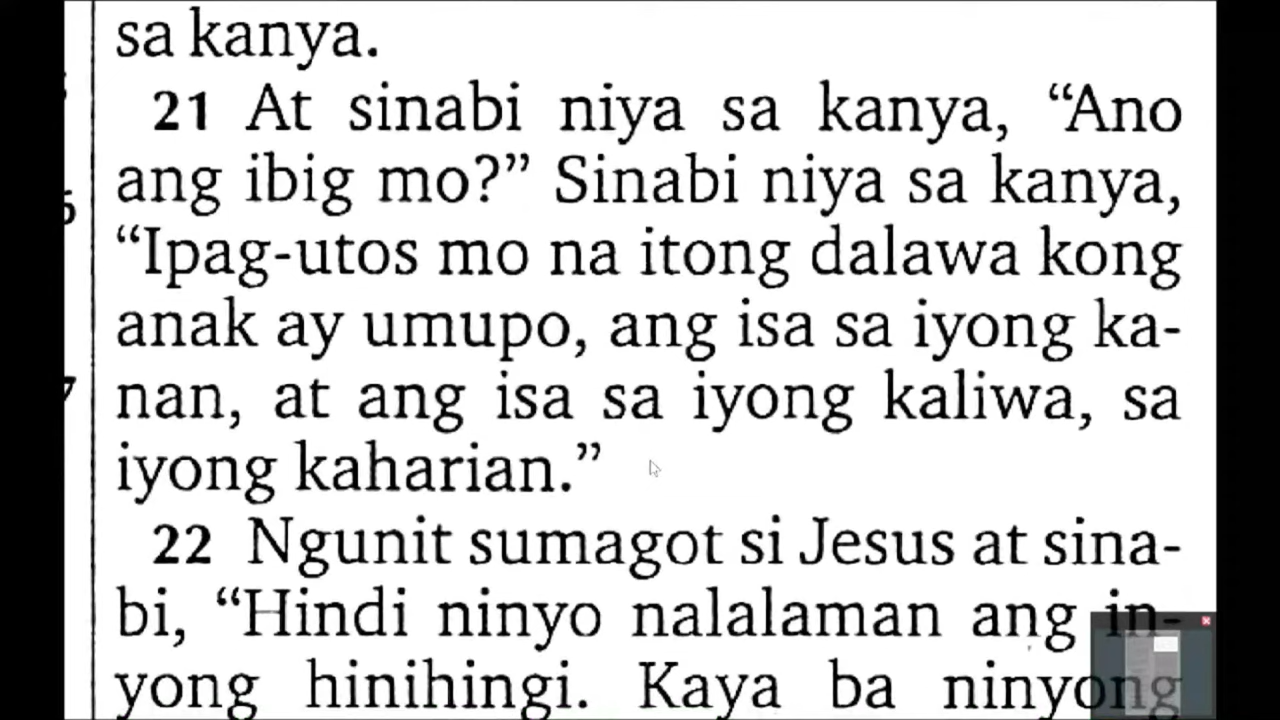 sa kanya.
21 At sinabi niya sa kanya, “Ano
ang ibig mo?” Sinabi niya sa kanya,
“Ipag-utos mo na itong dalawa kong
anak ay umupo, ang isa sa iyong ka-
nan, at ang isa sa iyong kaliwa, sa
iyong kaharian.”
22 Ngunit sumagot si Jesus at sina-
bi, “Hindi ninyo nalalaman ang in-
yong hinihingi. Kaya ba ninyong